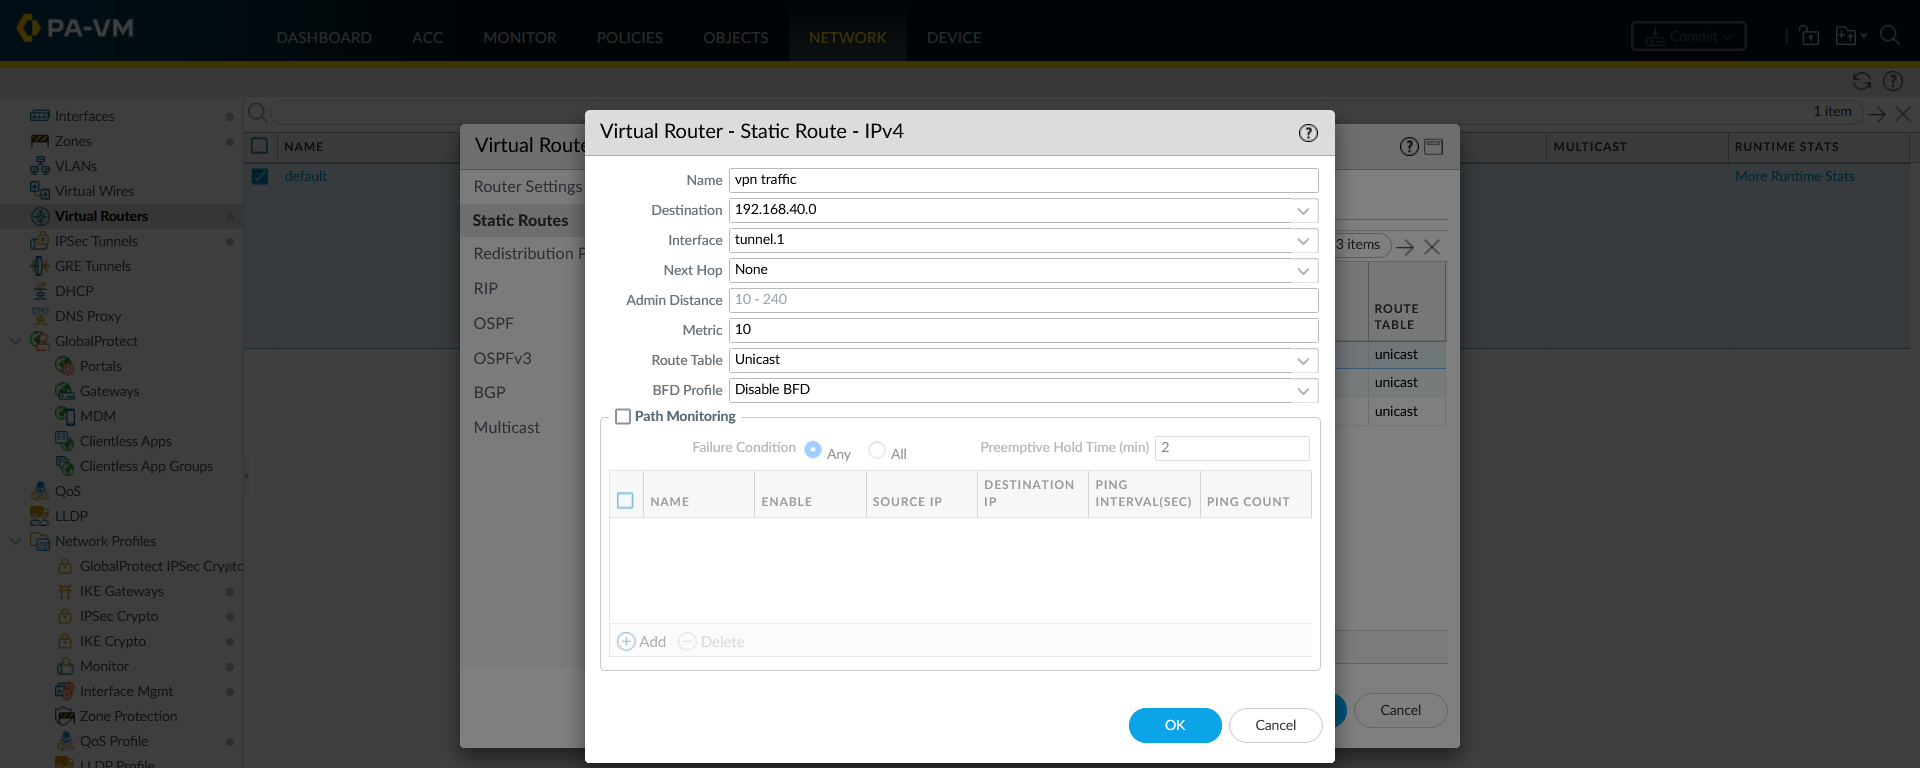 PA-VM
DASHBOARD ACC MONITOR POLICIES OBJECTS NETWORK DEVICE
Commit
Interfaces
Zones
VLANs
Virtual Wires
Virtual Routers
IPSec Tunnels
GRE Tunnels
DHCP
DNS Proxy
GlobalProtect
Portals
Gateways
MDM
Clientless Apps
Clientless App Groups
QoS
LLDP
Network Profiles
GlobalProtect IPSec Crypto
IKE Gateways
IPSec Crypto
IKE Crypto
Monitor
Interface Mgmt
Zone Protection
QoS Profile
LLDP Profile
1 item
NAME MULTICAST RUNTIME STATS
default More Runtime Stats
Virtual Route
Router Settings
Static Routes
Redistribution P
RIP
OSPF
OSPFv3
BGP
Multicast
3 items
ROUTE
TABLE
unicast
unicast
unicast
Cancel
Virtual Router - Static Route - IPv4
Name vpn traffic
Destination 192.168.40.0
Interface tunnel.1
Next Hop None
Admin Distance 10 - 240
Metric 10
Route Table Unicast
BFD Profile Disable BFD
Path Monitoring
Failure Condition Any All Preemptive Hold Time (min) 2
NAME ENABLE SOURCE IP DESTINATION IP PING INTERVAL(SEC) PING COUNT
Add Delete
OK Cancel